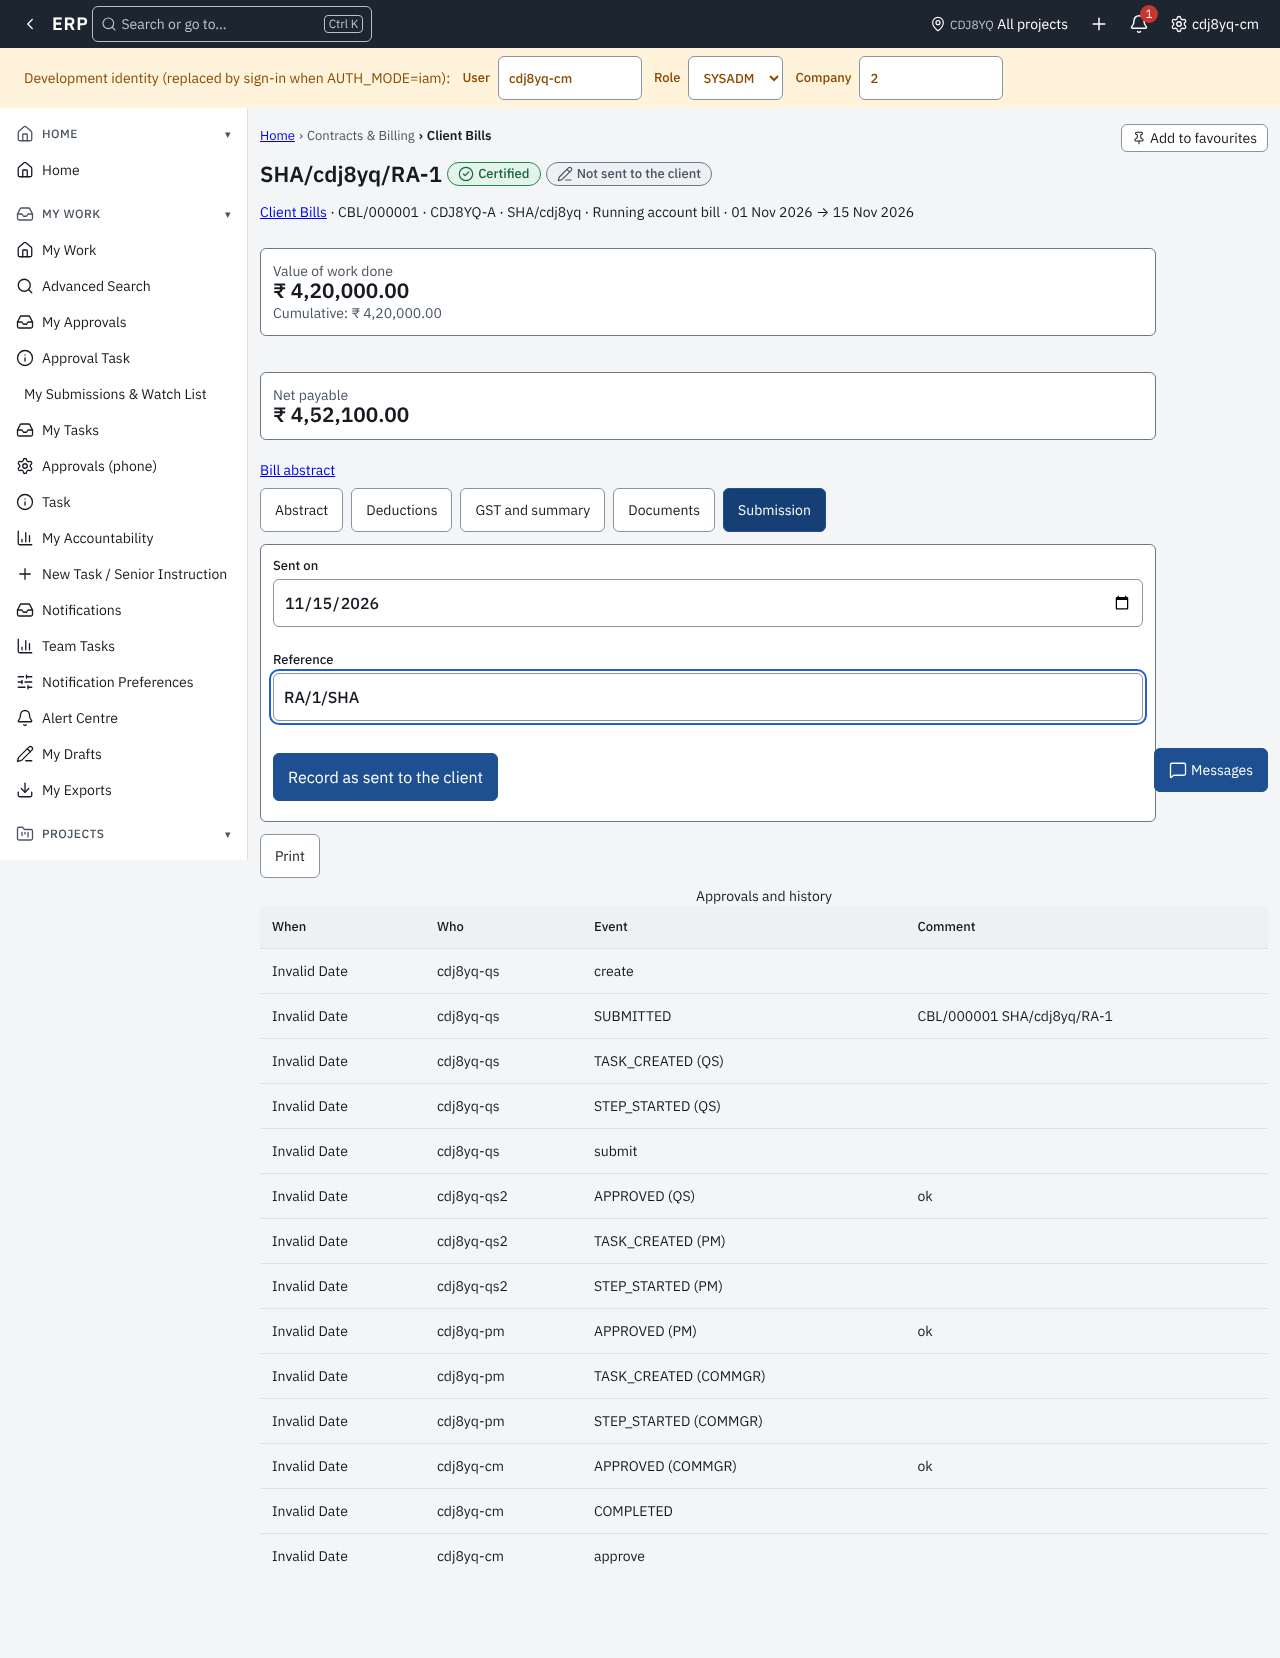 ERP
Search or go to...
Ctrl K
CDJ8YQ All projects
1
cdj8yq-cm
Development identity (replaced by sign-in when AUTH_MODE=iam):
User
cdj8yq-cm
Role
SYSADM
Company
2
HOME
Home
MY WORK
My Work
Advanced Search
My Approvals
Approval Task
My Submissions & Watch List
My Tasks
Approvals (phone)
Task
My Accountability
New Task / Senior Instruction
Notifications
Team Tasks
Notification Preferences
Alert Centre
My Drafts
My Exports
PROJECTS
Home › Contracts & Billing › Client Bills
Add to favourites
SHA/cdj8yq/RA-1
Certified
Not sent to the client
Client Bills · CBL/000001 · CDJ8YQ-A · SHA/cdj8yq · Running account bill · 01 Nov 2026 → 15 Nov 2026
Value of work done
₹ 4,20,000.00
Cumulative: ₹ 4,20,000.00
Net payable
₹ 4,52,100.00
Bill abstract
Abstract
Deductions
GST and summary
Documents
Submission
Sent on
11/15/2026
Reference
RA/1/SHA
Record as sent to the client
Messages
Print
Approvals and history
When Who Event Comment
Invalid Date cdj8yq-qs create
Invalid Date cdj8yq-qs SUBMITTED CBL/000001 SHA/cdj8yq/RA-1
Invalid Date cdj8yq-qs TASK_CREATED (QS)
Invalid Date cdj8yq-qs STEP_STARTED (QS)
Invalid Date cdj8yq-qs submit
Invalid Date cdj8yq-qs2 APPROVED (QS) ok
Invalid Date cdj8yq-qs2 TASK_CREATED (PM)
Invalid Date cdj8yq-qs2 STEP_STARTED (PM)
Invalid Date cdj8yq-pm APPROVED (PM) ok
Invalid Date cdj8yq-pm TASK_CREATED (COMMGR)
Invalid Date cdj8yq-pm STEP_STARTED (COMMGR)
Invalid Date cdj8yq-cm APPROVED (COMMGR) ok
Invalid Date cdj8yq-cm COMPLETED
Invalid Date cdj8yq-cm approve